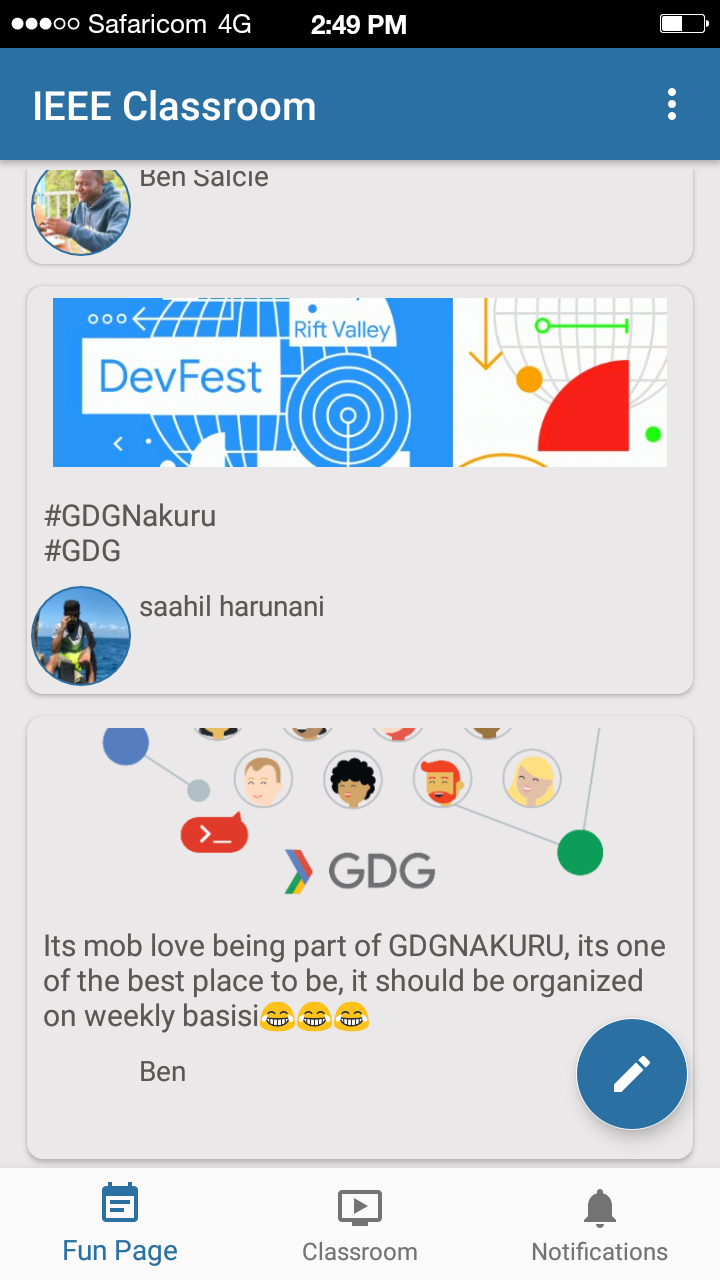 Safaricom 4G 2:49 PM
IEEE Classroom
Ben Salcie
Rift Valley
DevFest
#GDGNakuru
#GDG
saahil harunani
GDG
Its mob love being part of GDGNAKURU, its one
of the best place to be, it should be organized
on weekly basisi😂😂😂
Ben
Fun Page Classroom Notifications